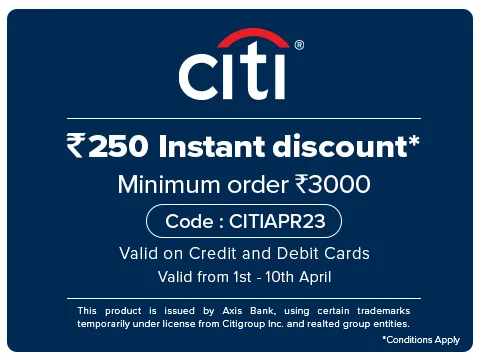 citi®
₹250 Instant discount*
Minimum order ₹3000
Code : CITIAPR23
Valid on Credit and Debit Cards
Valid from 1st - 10th April
This product is issued by Axis Bank, using certain trademarks
temporarily under license from Citigroup Inc. and realted group entities.
*Conditions Apply